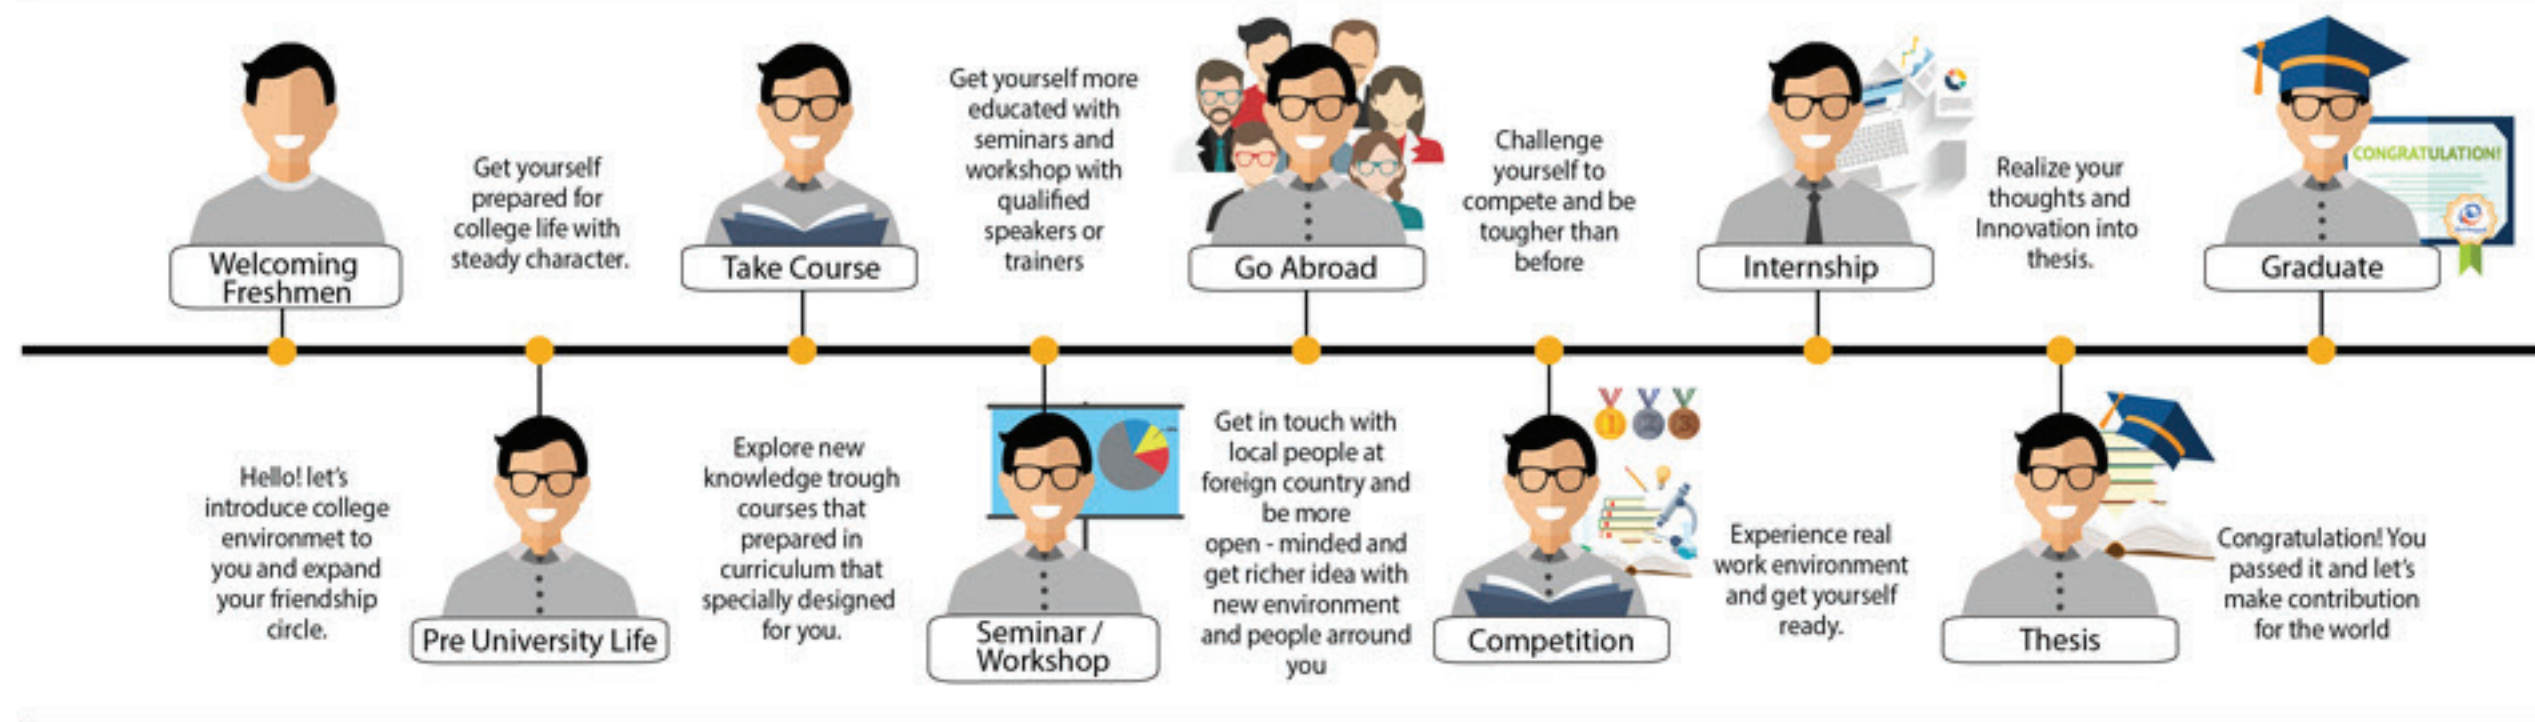 Welcoming
Freshmen
Hello! let's
introduce college
environmet to
you and expand
your friendship
circle.
Get yourself
prepared for
college life with
steady character.
Pre University Life
Take Course
Explore new
knowledge trough
courses that
prepared in
curriculum that
specially designed
for you.
Get yourself more
educated with
seminars and
workshop with
qualified
speakers or
trainers
Seminar /
Workshop
Go Abroad
Get in touch with
local people at
foreign country and
be more
open - minded and
get richer idea with
new environment
and people arround
you
Challenge
yourself to
compete and be
tougher than
before
1
2
3
Competition
Internship
Experience real
work environment
and get yourself
ready.
Realize your
thoughts and
Innovation into
thesis.
Thesis
CONGRATULATION!
Graduate
Congratulation! You
passed it and let's
make contribution
for the world